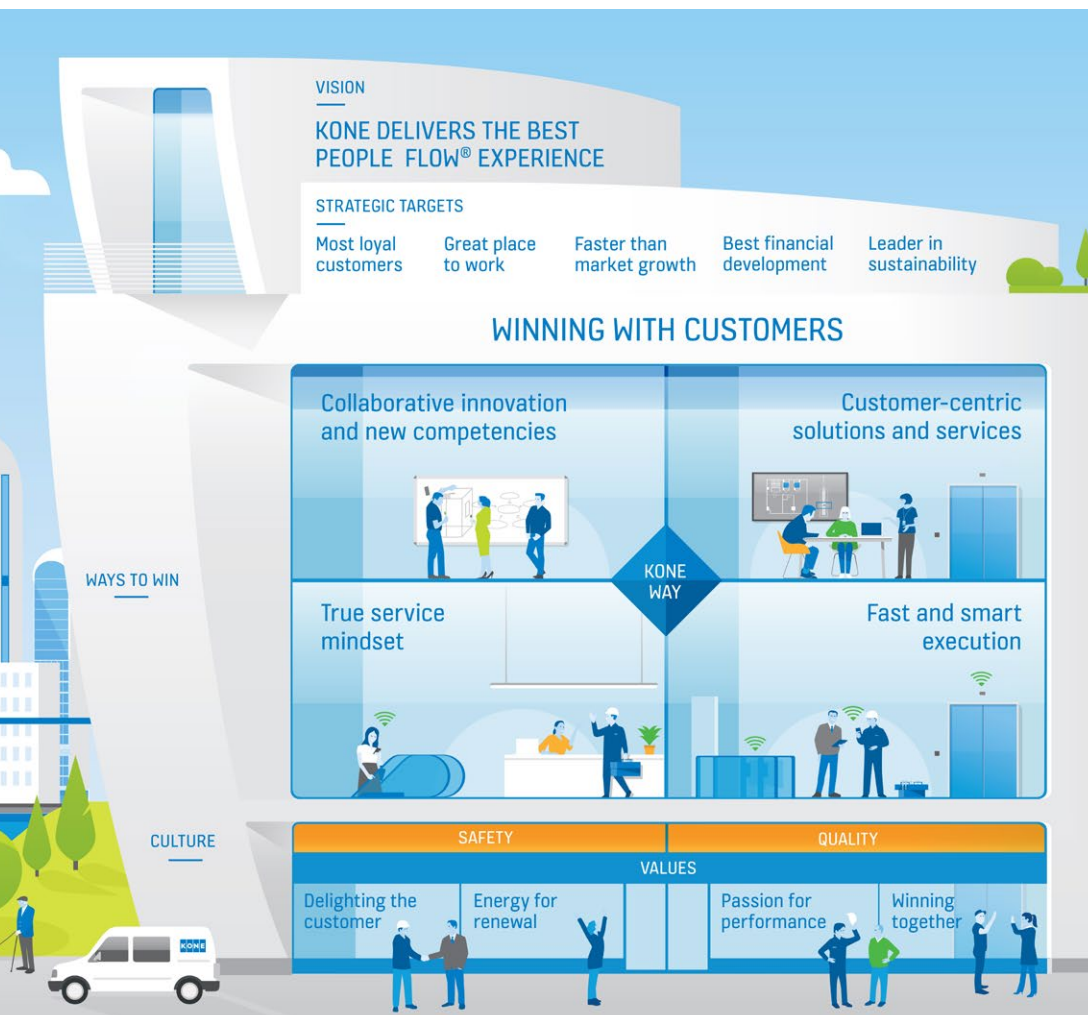 VISION
KONE DELIVERS THE BEST
PEOPLE FLOW® EXPERIENCE
STRATEGIC TARGETS
Most loyal
customers
Great place
to work
Faster than
market growth
Best financial
development
Leader in
sustainability
WINNING WITH CUSTOMERS
WAYS TO WIN
Collaborative innovation
and new competencies
Customer-centric
solutions and services
KONE
WAY
True service
mindset
Fast and smart
execution
CULTURE
SAFETY
QUALITY
VALUES
Delighting the
customer
Energy for
renewal
Passion for
performance
Winning
together
KONE